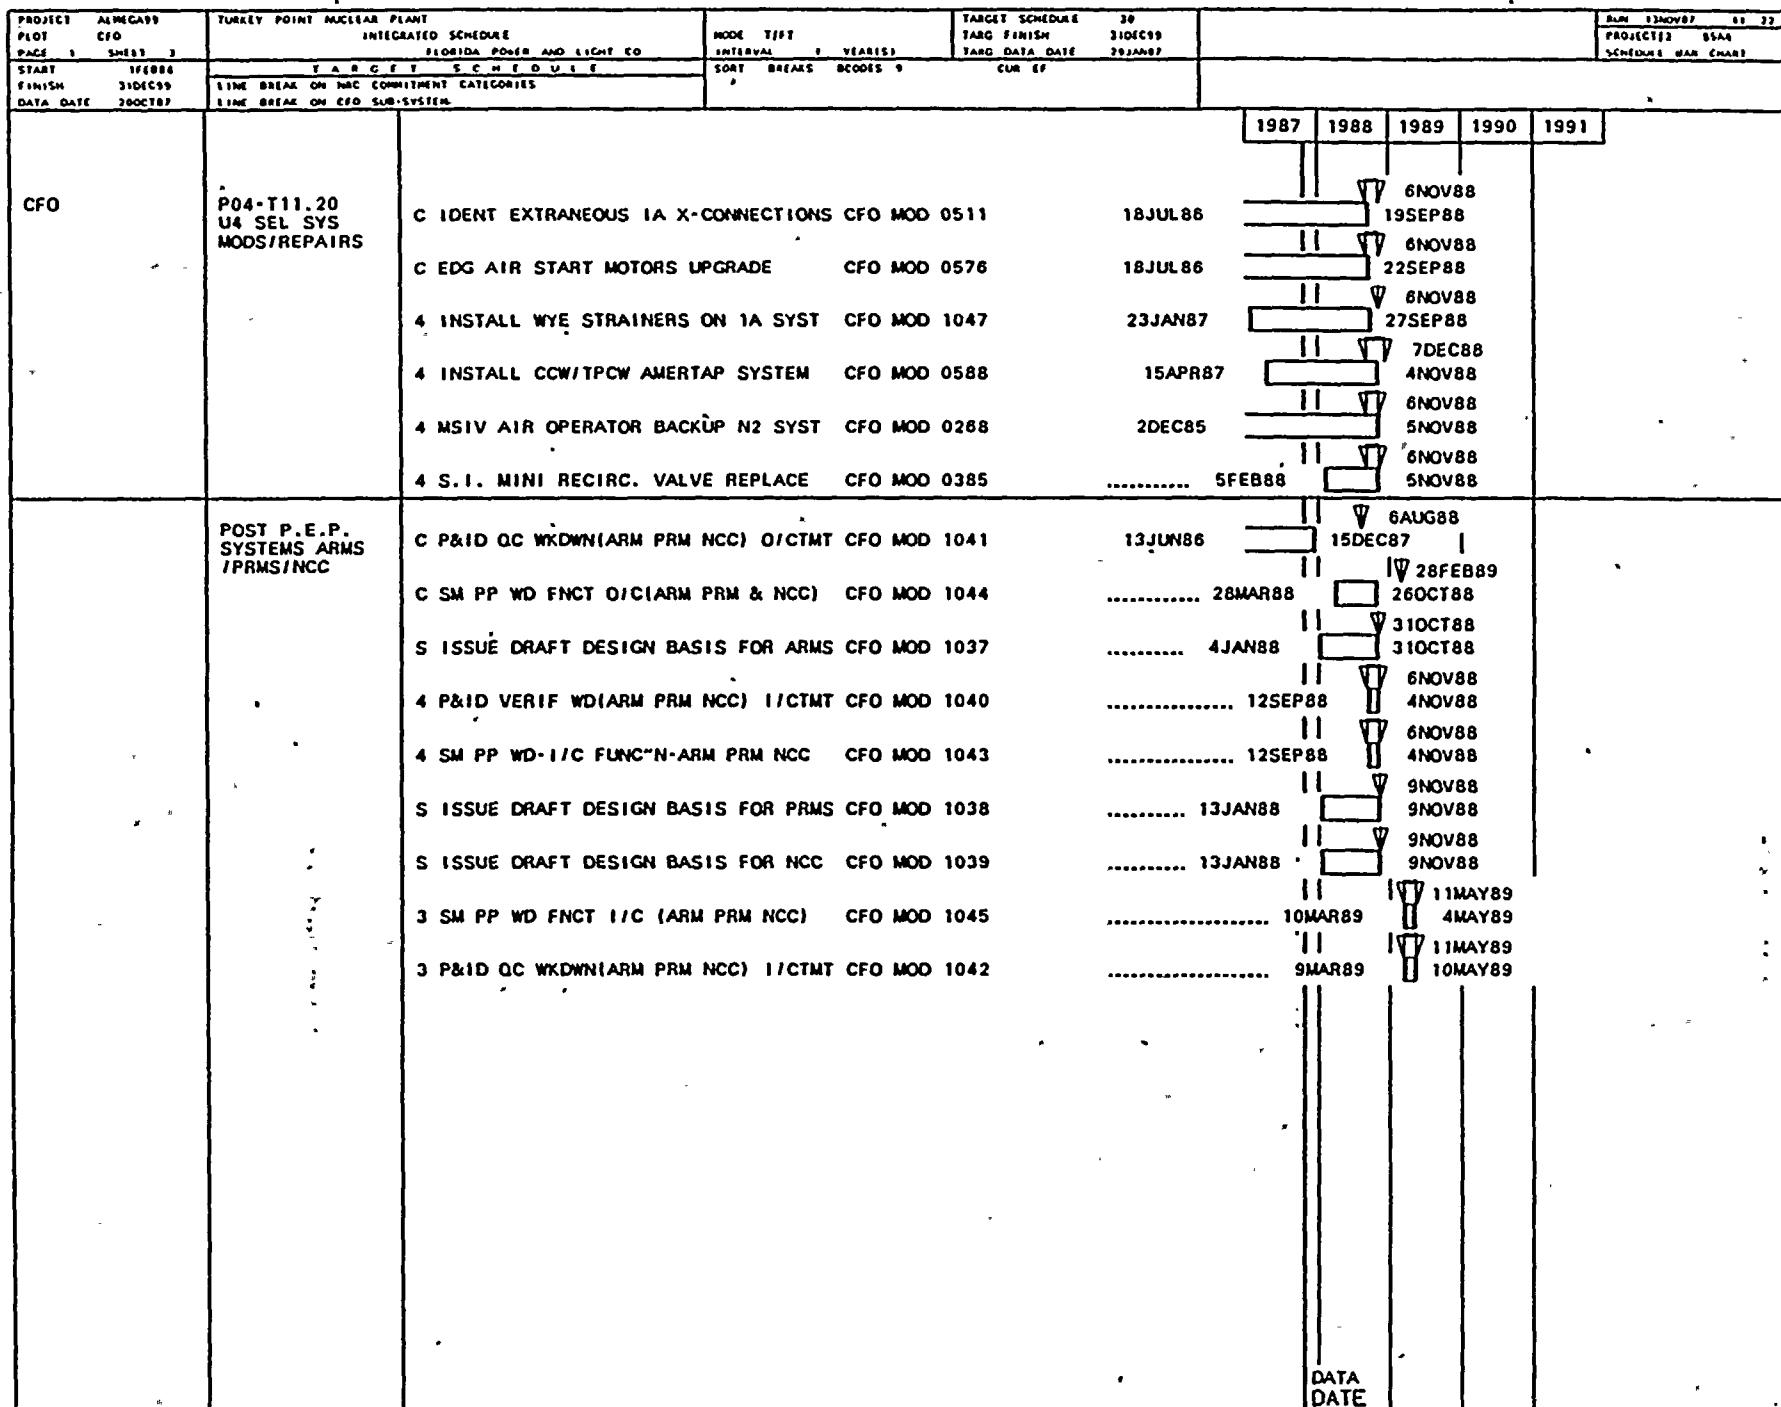 PROJECT ALMEGA99
PLOT CFO
PAGE 1 SHEET 3
START 1FEB86
FINISH 31DEC99
DATA DATE 20OCT87
TURKEY POINT NUCLEAR PLANT
INTEGRATED SCHEDULE
FLORIDA POWER AND LIGHT CO
T A R G E T S C H E D U L E
LINE BREAK ON NRC COMMITMENT CATEGORIES
LINE BREAK ON CFO SUB-SYSTEM
MODE T/FT
INTERVAL YEAR(S)
SORT BREAKS BCODES 9
TARGET SCHEDULE 30
TARG FINISH 31DEC99
TARG DATA DATE 29JAN87
CUR EF
RUN 13NOV87 11 22
PROJECT/2
SCHEDULE BAR CHART
1987 1988 1989 1990 1991
CFO
P04-T11.20
U4 SEL SYS
MODS/REPAIRS
6NOV88
C IDENT EXTRANEOUS IA X-CONNECTIONS CFO MOD 0511 18JUL86 19SEP88
6NOV88
C EDG AIR START MOTORS UPGRADE CFO MOD 0576 18JUL86 22SEP88
6NOV88
4 INSTALL WYE STRAINERS ON IA SYST CFO MOD 1047 23JAN87 27SEP88
7DEC88
4 INSTALL CCW/TPCW AMERTAP SYSTEM CFO MOD 0588 15APR87 4NOV88
6NOV88
4 MSIV AIR OPERATOR BACKUP N2 SYST CFO MOD 0268 2DEC85 5NOV88
6NOV88
4 S.I. MINI RECIRC. VALVE REPLACE CFO MOD 0385 .......... 5FEB88 5NOV88
POST P.E.P.
SYSTEMS ARMS
/PRMS/NCC
6AUG88
C P&ID QC WKDWN(ARM PRM NCC) O/CTMT CFO MOD 1041 13JUN86 15DEC87
28FEB89
C SM PP WD FNCT O/C(ARM PRM & NCC) CFO MOD 1044 ........... 28MAR88 26OCT88
31OCT88
S ISSUE DRAFT DESIGN BASIS FOR ARMS CFO MOD 1037 ......... 4JAN88 31OCT88
6NOV88
4 P&ID VERIF WD(ARM PRM NCC) I/CTMT CFO MOD 1040 ............... 12SEP88 4NOV88
6NOV88
4 SM PP WD-I/C FUNC"N-ARM PRM NCC CFO MOD 1043 ............... 12SEP88 4NOV88
9NOV88
S ISSUE DRAFT DESIGN BASIS FOR PRMS CFO MOD 1038 ......... 13JAN88 9NOV88
9NOV88
S ISSUE DRAFT DESIGN BASIS FOR NCC CFO MOD 1039 ......... 13JAN88 9NOV88
11MAY89
3 SM PP WD FNCT I/C (ARM PRM NCC) CFO MOD 1045 ................... 10MAR89 4MAY89
11MAY89
3 P&ID QC WKDWN(ARM PRM NCC) I/CTMT CFO MOD 1042 ................... 9MAR89 10MAY89
DATA
DATE